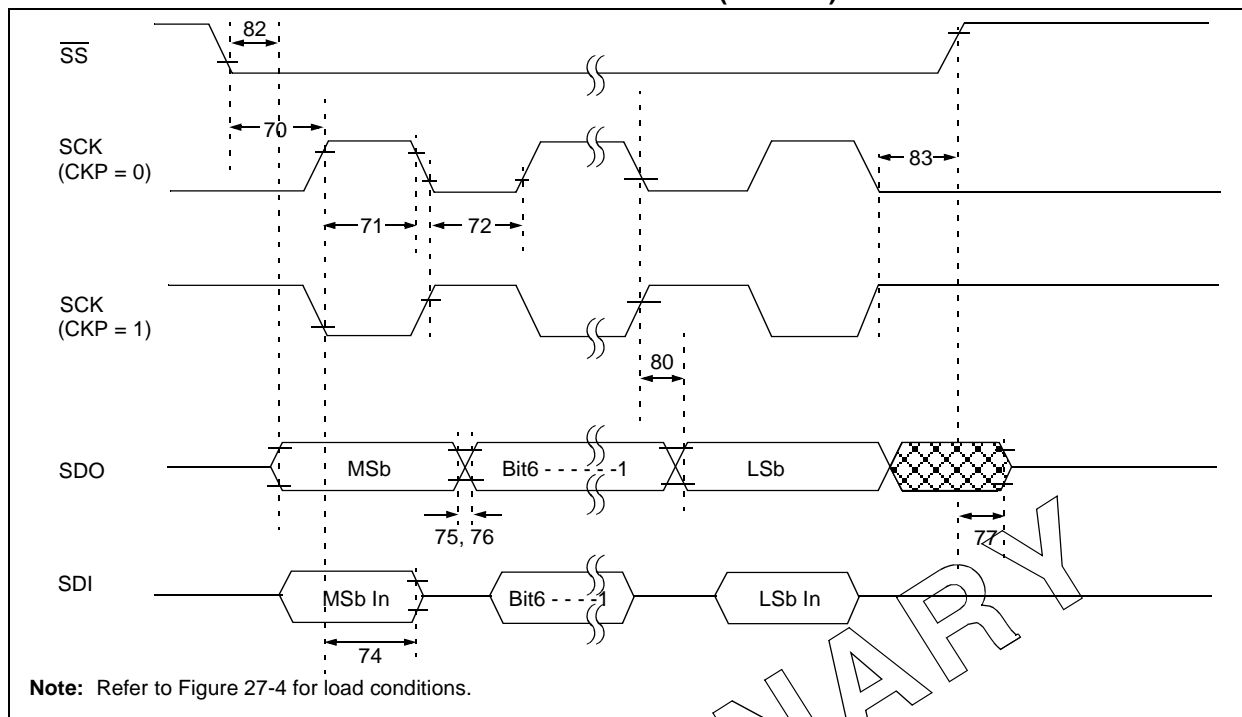 82
SS
70
SCK
(CKP = 0)
83
71
72
SCK
(CKP = 1)
80
SDO
MSb
Bit6 - - - - - -1
LSb
75, 76
77
SDI
MSb In
Bit6 - - - -1
LSb In
74
Note: Refer to Figure 27-4 for load conditions.